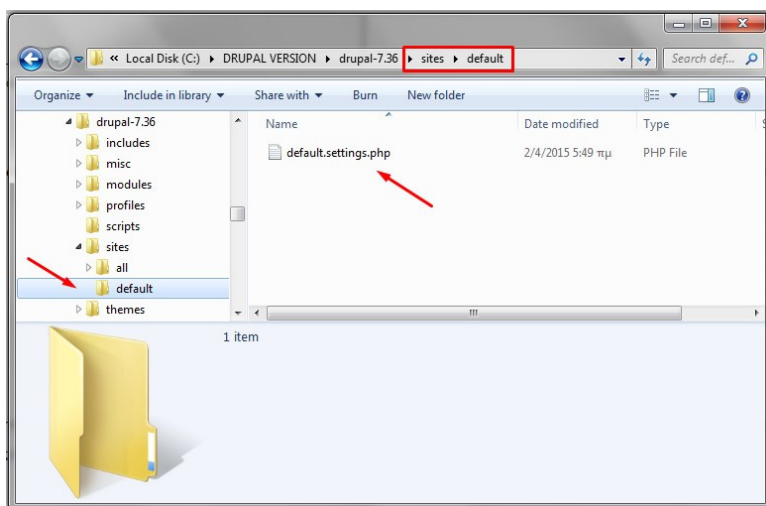 « Local Disk (C:) ▸ DRUPAL VERSION ▸ drupal-7.36 ▸ sites ▸ default Search def...
Organize Include in library Share with Burn New folder
drupal-7.36
includes
misc
modules
profiles
scripts
sites
all
default
themes
Name Date modified Type
default.settings.php 2/4/2015 5:49 πμ PHP File
1 item